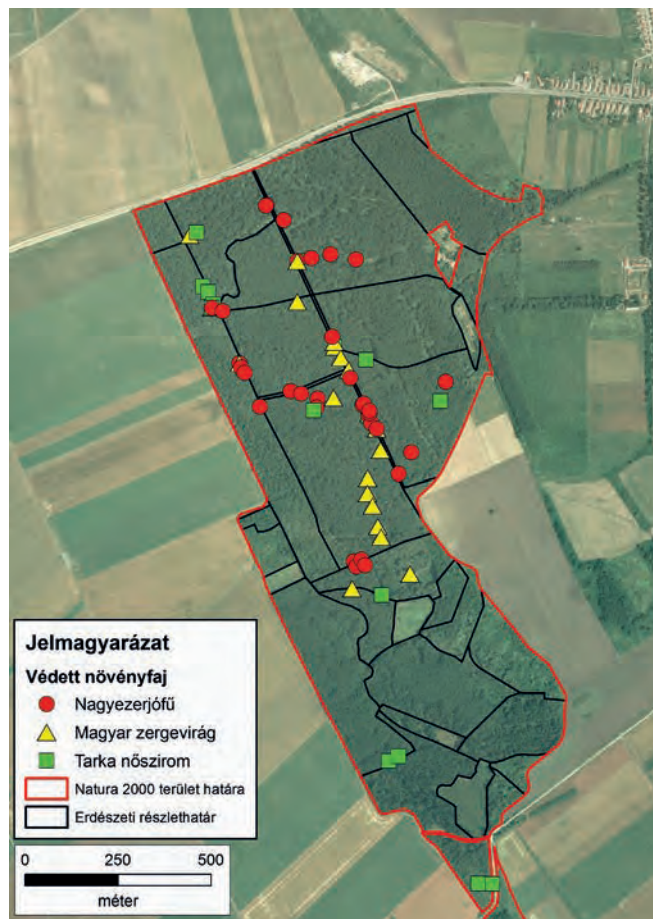 Jelmagyarázat
Védett növényfaj
Nagyezerjófű
Magyar zergevirág
Tarka nőszirom
Natura 2000 terület határa
Erdészeti részlethatár
0 250 500
méter